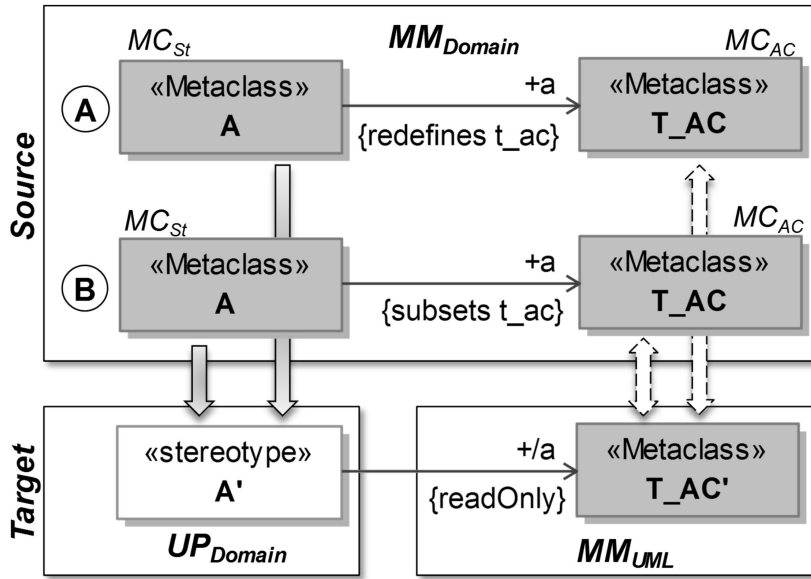 MC_St
MM_Domain
MC_AC
Source
A
«Metaclass»
A
+a
{redefines t_ac}
«Metaclass»
T_AC
MC_St
MC_AC
B
«Metaclass»
A
+a
{subsets t_ac}
«Metaclass»
T_AC
Target
«stereotype»
A'
+/a
{readOnly}
«Metaclass»
T_AC'
UP_Domain
MM_UML